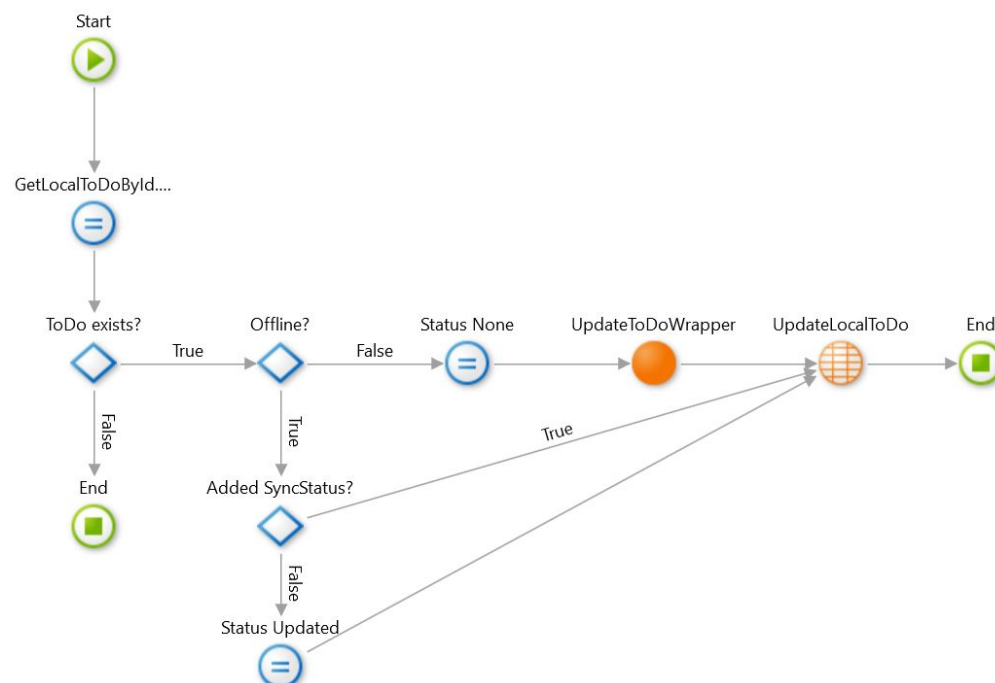 Start
GetLocalToDoById....
ToDo exists?
True
Offline?
False
Status None
UpdateToDoWrapper
UpdateLocalToDo
End
False
True
True
End
Added SyncStatus?
False
Status Updated